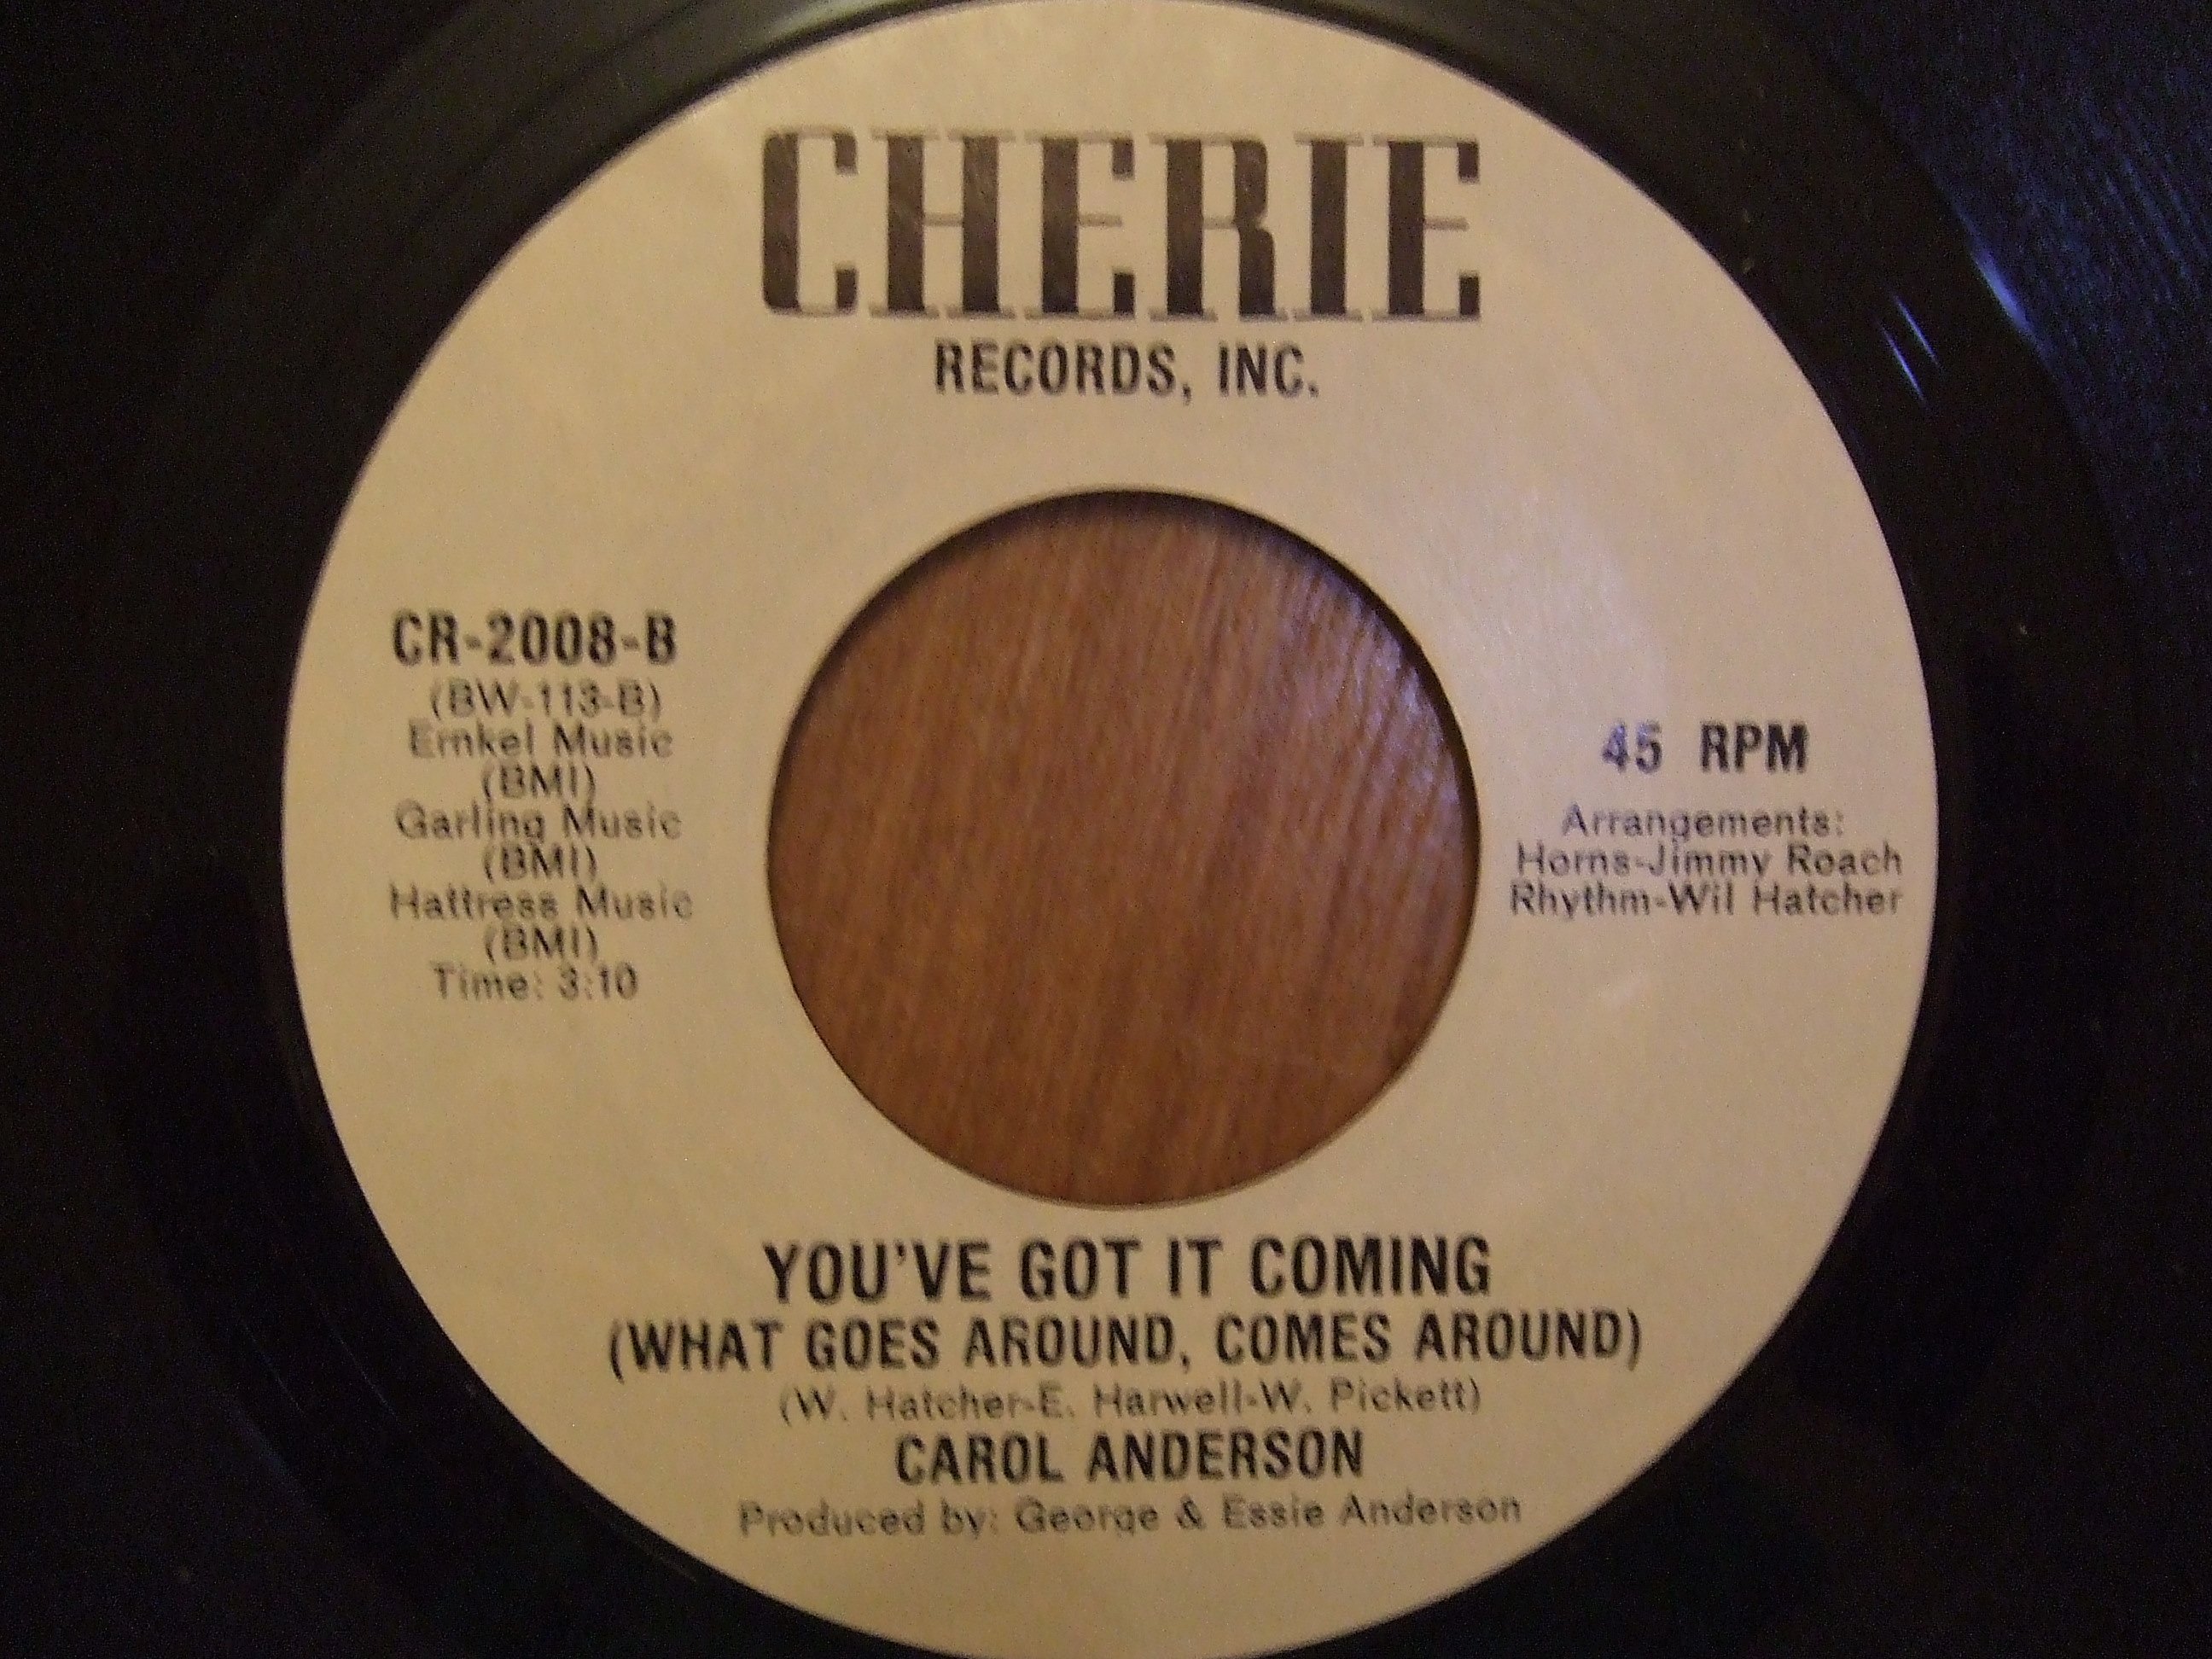 CHERIE
RECORDS, INC.
CR-2008-B
(BW-113-B)
Emkel Music
(BMI)
Garling Music
(BMI)
Hattress Music
(BMI)
Time: 3:10
45 RPM
Arrangements:
Horns-Jimmy Roach
Rhythm-Wil Hatcher
YOU'VE GOT IT COMING
(WHAT GOES AROUND, COMES AROUND)
(W. Hatcher-E. Harwell-W. Pickett)
CAROL ANDERSON
Produced by: George & Essie Anderson